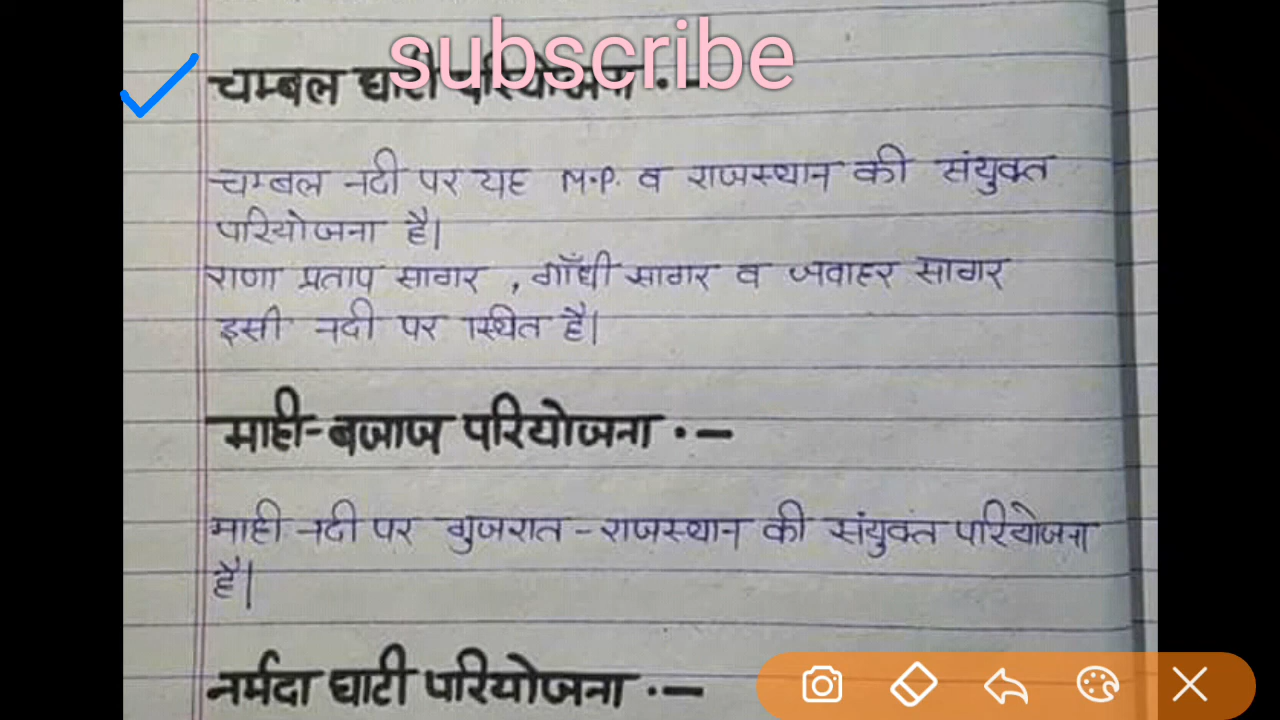 subscribe
चम्बल घाटी परियोजना :-
चम्बल नदी पर यह M.P. व राजस्थान की संयुक्त
परियोजना है।
राणा प्रताप सागर , गाँधी सागर व जवाहर सागर
इसी नदी पर स्थित है।
माही-बजाज परियोजना :-
माही नदी पर गुजरात-राजस्थान की संयुक्त परियोजना
है।
नर्मदा घाटी परियोजना :-